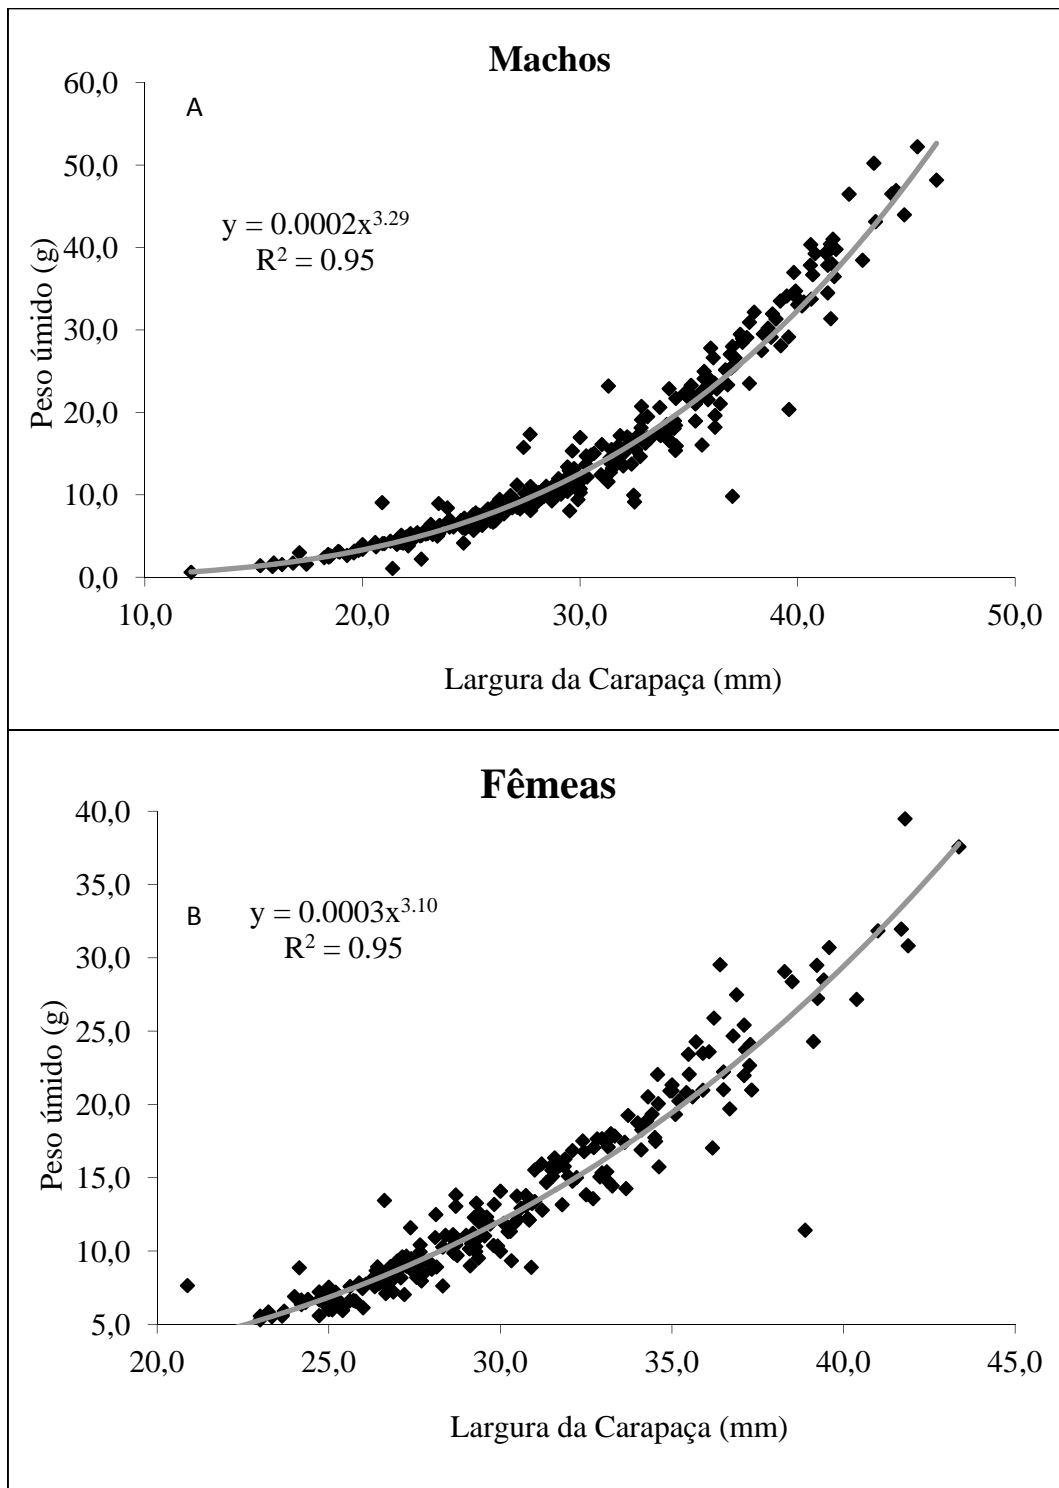 Machos
60,0
A
50,0
y = 0.0002x^3.29
R² = 0.95
40,0
Peso úmido (g)
30,0
20,0
10,0
0,0
10,0 20,0 30,0 40,0 50,0
Largura da Carapaça (mm)
Fêmeas
40,0
35,0
B
y = 0.0003x^3.10
R² = 0.95
30,0
25,0
Peso úmido (g)
20,0
15,0
10,0
5,0
20,0 25,0 30,0 35,0 40,0 45,0
Largura da Carapaça (mm)